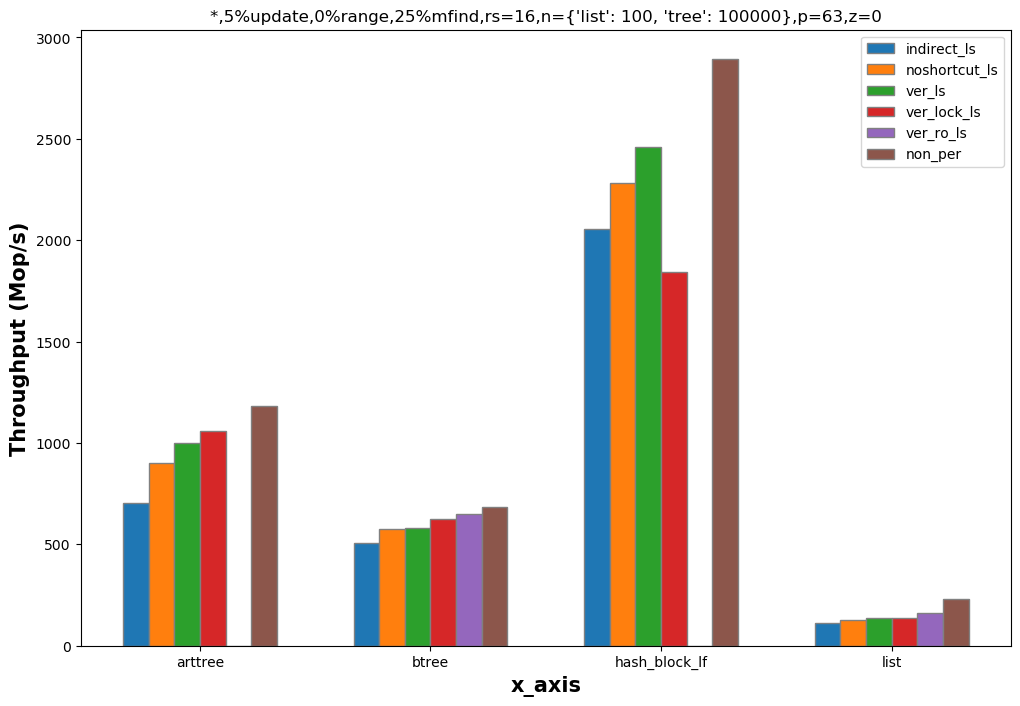 *,5%update,0%range,25%mfind,rs=16,n={'list': 100, 'tree': 100000},p=63,z=0
3000
2500
2000
1500
1000
500
0
Throughput (Mop/s)
indirect_ls
noshortcut_ls
ver_ls
ver_lock_ls
ver_ro_ls
non_per
arttree
btree
hash_block_lf
list
x_axis